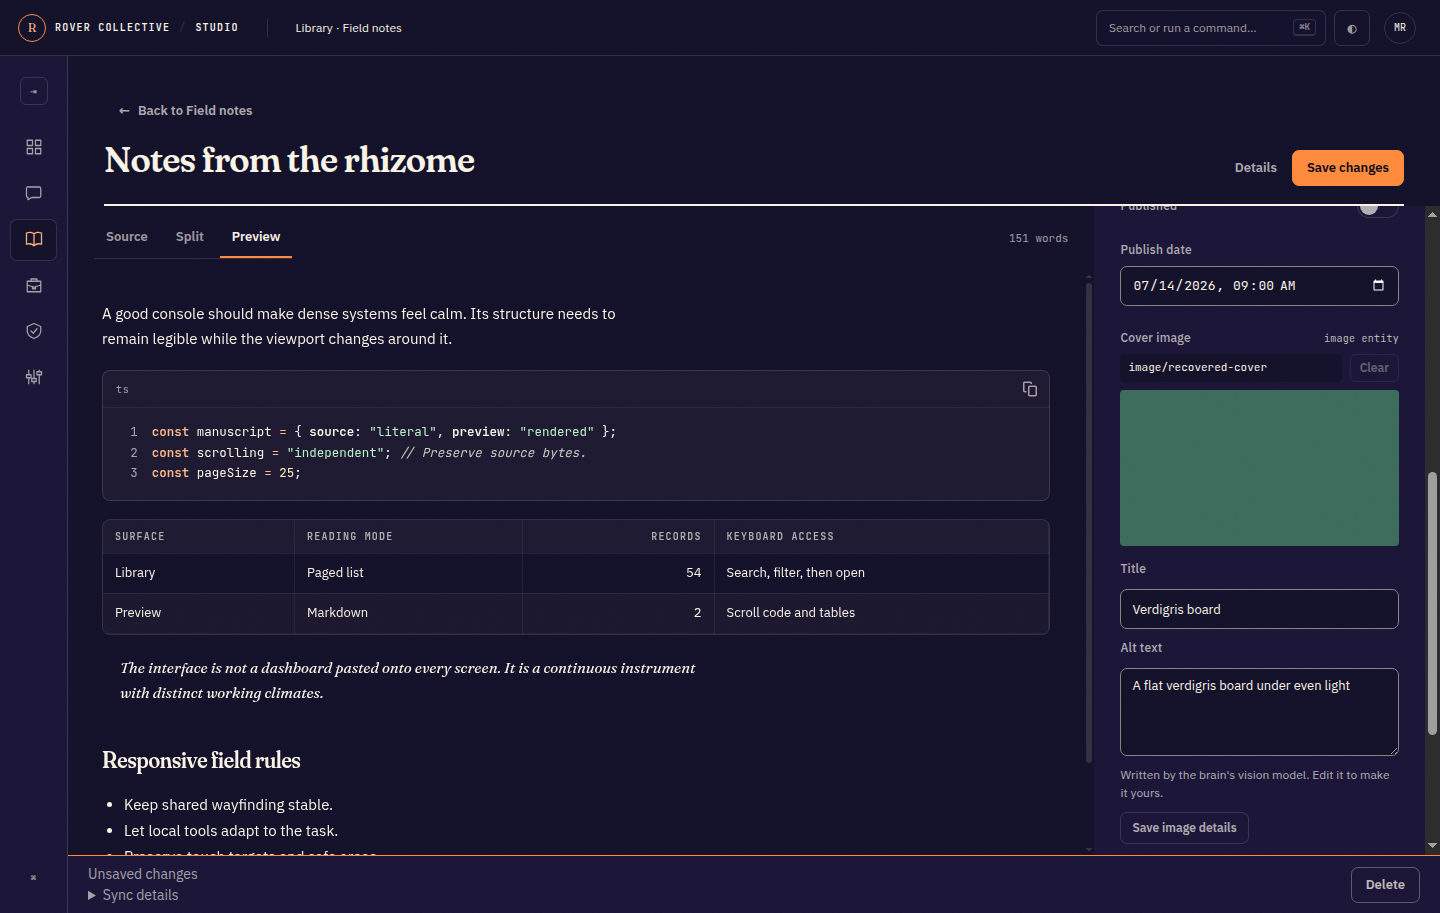 R ROVER COLLECTIVE / STUDIO Library · Field notes Search or run a command... ⌘K MR
← Back to Field notes
Notes from the rhizome
Details Save changes
Published
Source Split Preview 151 words
Publish date
07/14/2026, 09:00 AM
A good console should make dense systems feel calm. Its structure needs to
remain legible while the viewport changes around it.
Cover image image entity
image/recovered-cover Clear
ts
1 const manuscript = { source: "literal", preview: "rendered" };
2 const scrolling = "independent"; // Preserve source bytes.
3 const pageSize = 25;
SURFACE READING MODE RECORDS KEYBOARD ACCESS
Library Paged list 54 Search, filter, then open
Preview Markdown 2 Scroll code and tables
The interface is not a dashboard pasted onto every screen. It is a continuous instrument
with distinct working climates.
Responsive field rules
• Keep shared wayfinding stable.
• Let local tools adapt to the task.
• Preserve touch targets and safe areas.
Title
Verdigris board
Alt text
A flat verdigris board under even light
Written by the brain's vision model. Edit it to make
it yours.
Save image details
⌘
Unsaved changes
▶ Sync details
Delete